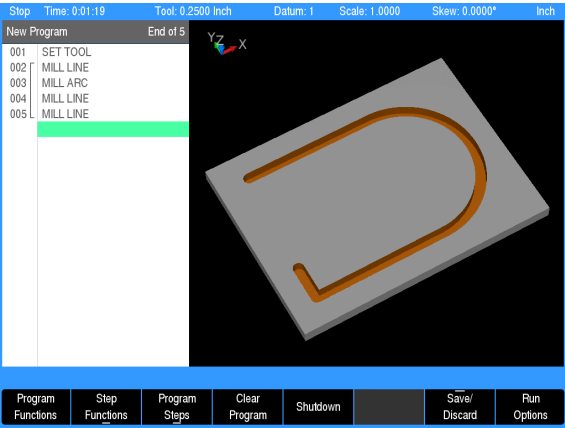 Stop Time: 0:01:19 Tool: 0.2500 Inch Datum: 1 Scale: 1.0000 Skew: 0.0000° Inch
New Program End of 5
001 SET TOOL
002 MILL LINE
003 MILL ARC
004 MILL LINE
005 MILL LINE
Y Z X
Program Functions
Step Functions
Program Steps
Clear Program
Shutdown
Save/ Discard
Run Options